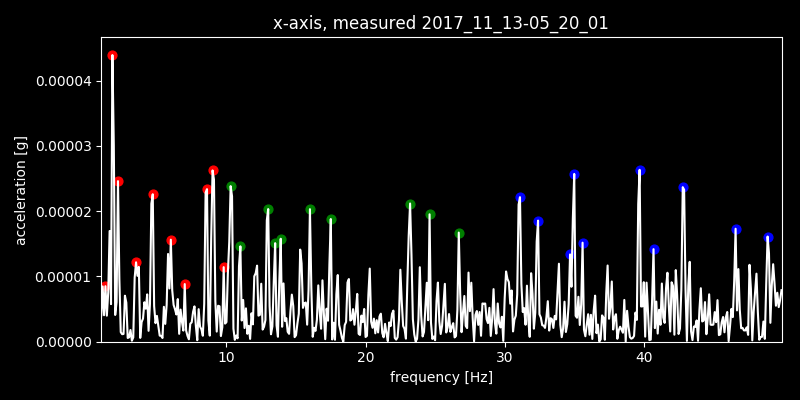 x-axis, measured 2017_11_13-05_20_01
0.00004
0.00003
0.00002
0.00001
0.00000
acceleration [g]
10 20 30 40
frequency [Hz]